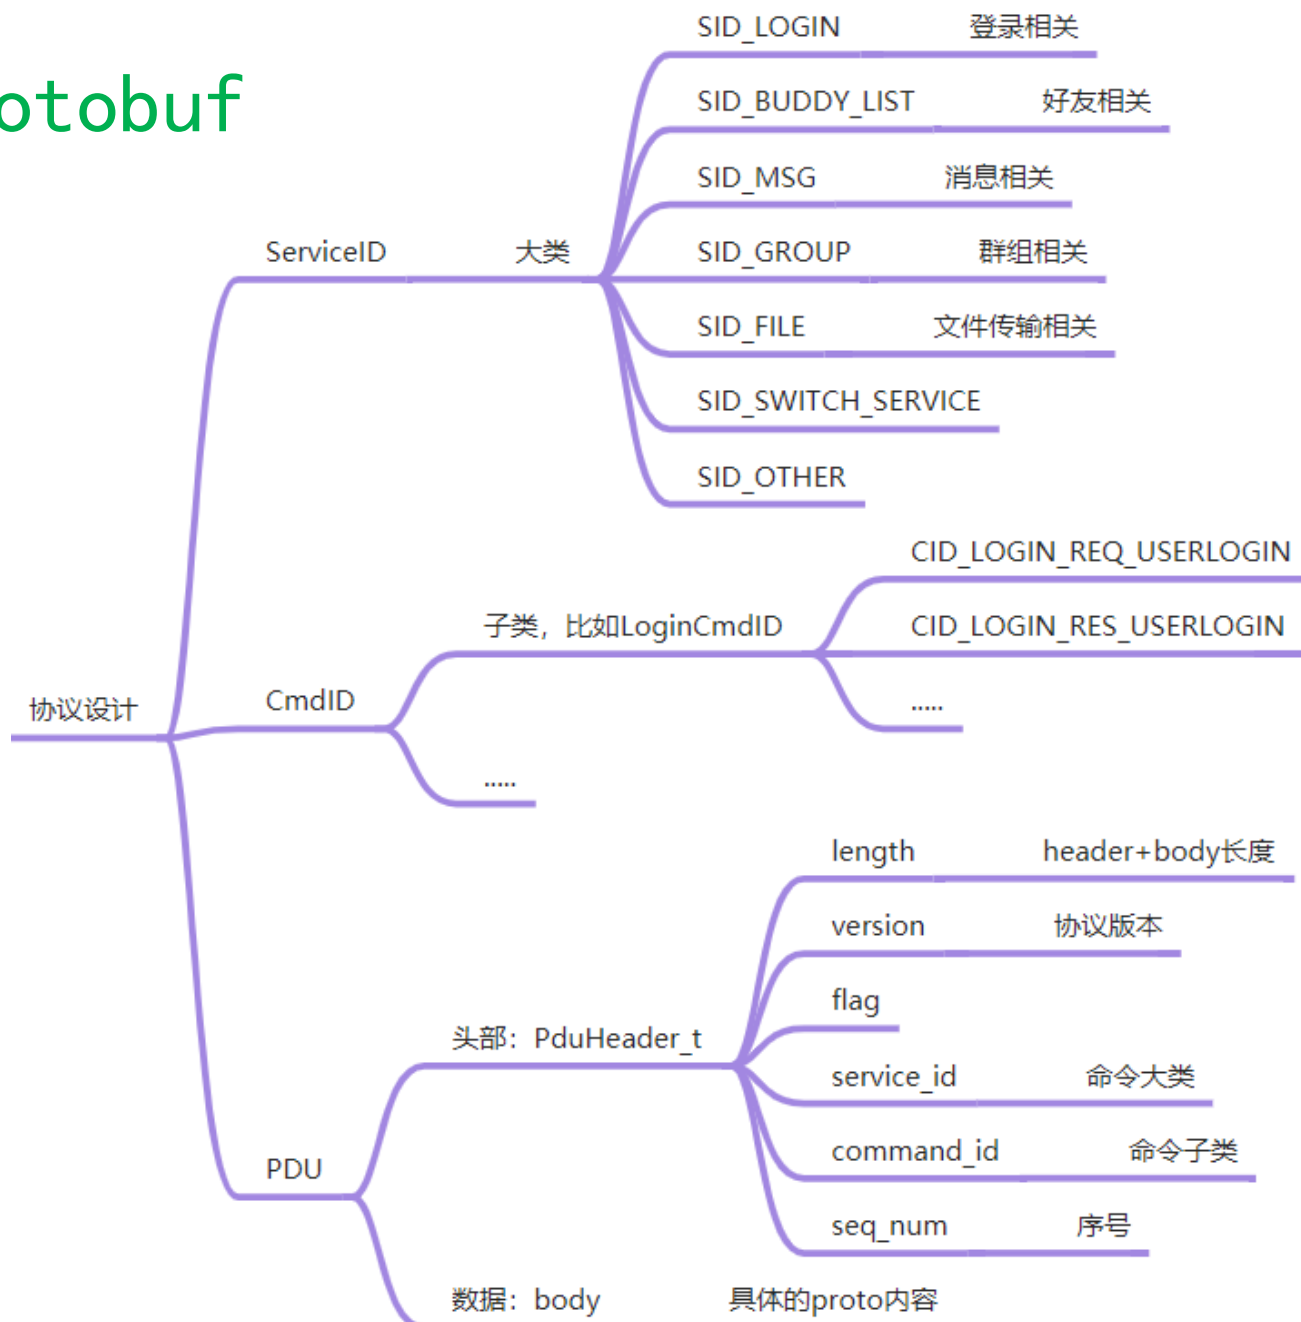 otobuf
SID_LOGIN 登录相关
SID_BUDDY_LIST 好友相关
SID_MSG 消息相关
ServiceID 大类 SID_GROUP 群组相关
SID_FILE 文件传输相关
SID_SWITCH_SERVICE
SID_OTHER
CID_LOGIN_REQ_USERLOGIN
子类，比如LoginCmdID CID_LOGIN_RES_USERLOGIN
协议设计 CmdID .....
.....
length header+body长度
version 协议版本
flag
头部：PduHeader_t
service_id 命令大类
command_id 命令子类
PDU
seq_num 序号
数据：body 具体的proto内容